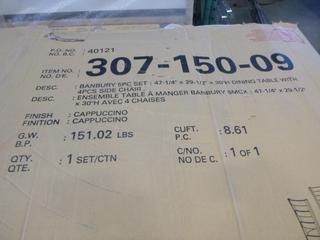 P.O. NO. : 40121
NO. B.C.
ITEM NO. : 307-150-09
NO. D'E.
DESC. : BANBURY 5PC SET : 47-1/4" x 29-1/2" x 30"H DINING TABLE WITH
4PCS SIDE CHAIR.
DESC. : ENSEMBLE TABLE À MANGER BANBURY 5MCX : 47-1/4" x 29-1/2"
x 30"H AVEC 4 CHAISES
FINISH : CAPPUCCINO
FINITION : CAPPUCCINO
G.W. : 151.02 LBS CUFT. : 8.61
B.P. P.C.
QTY. : 1 SET/CTN C/NO. : 1 OF 1
QTE. NO DE C.